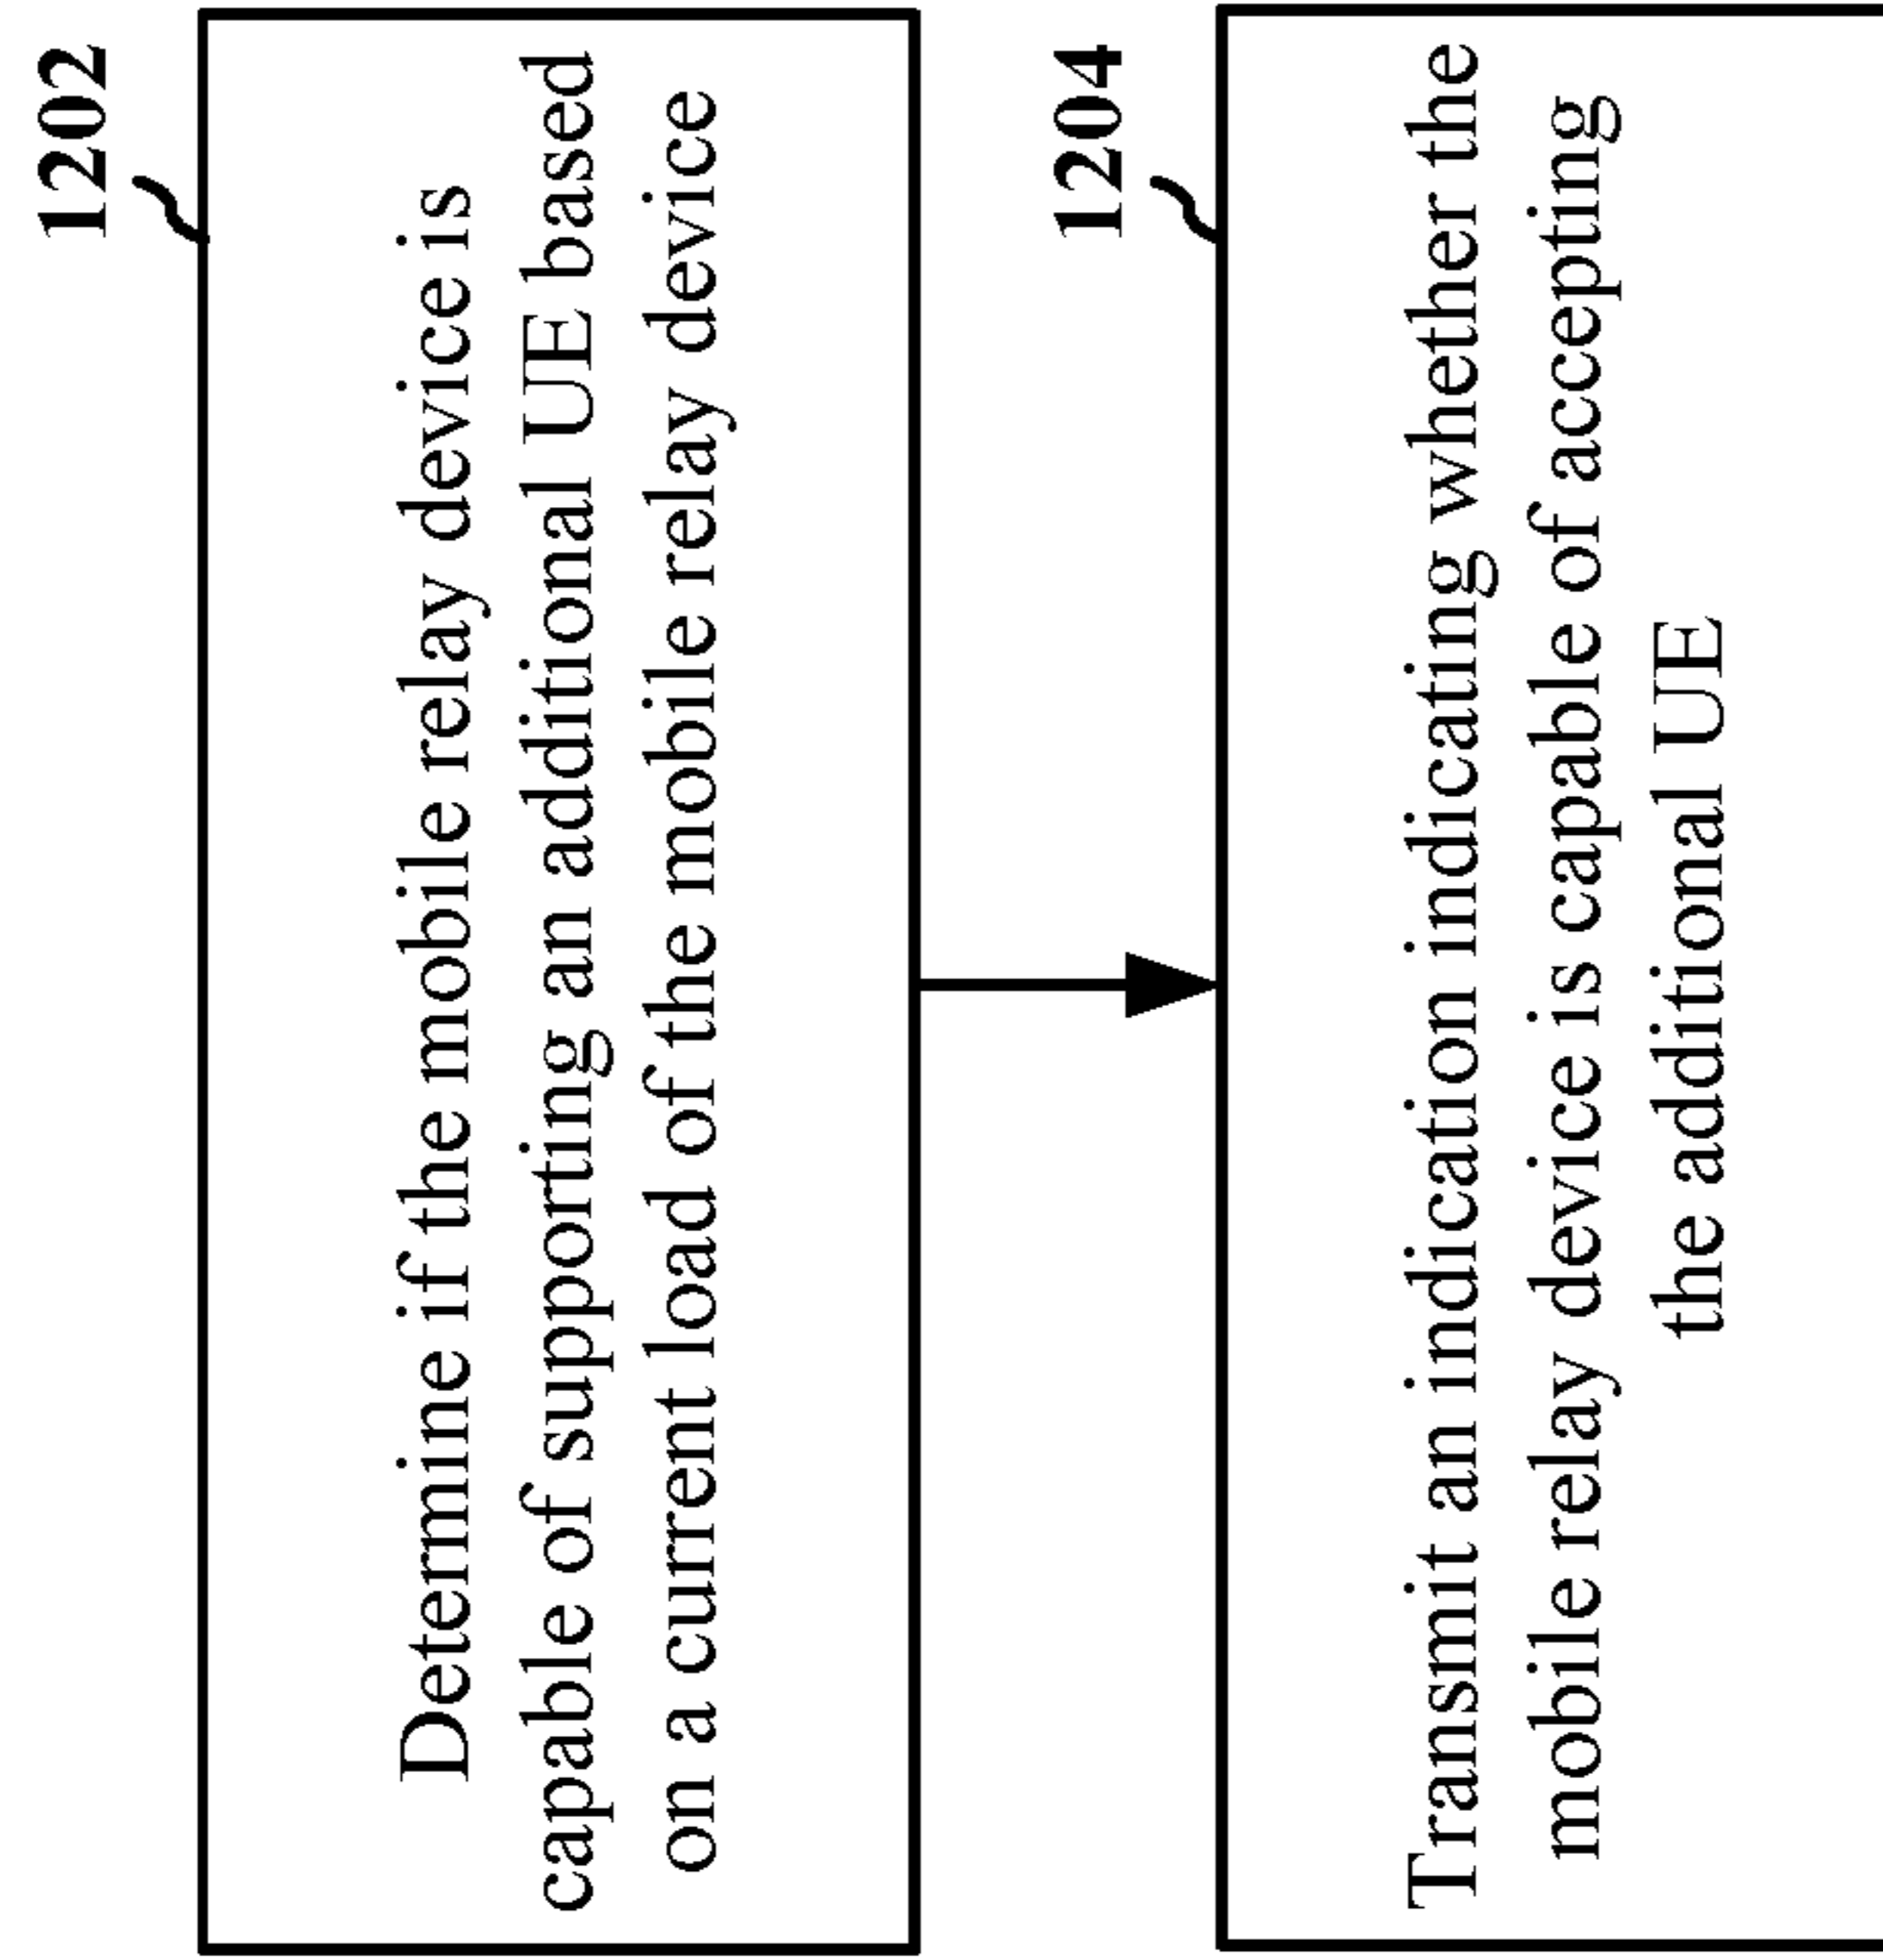 1202
Determine if the mobile relay device is
capable of supporting an additional UE based
on a current load of the mobile relay device
1204
Transmit an indication indicating whether the
mobile relay device is capable of accepting
the additional UE